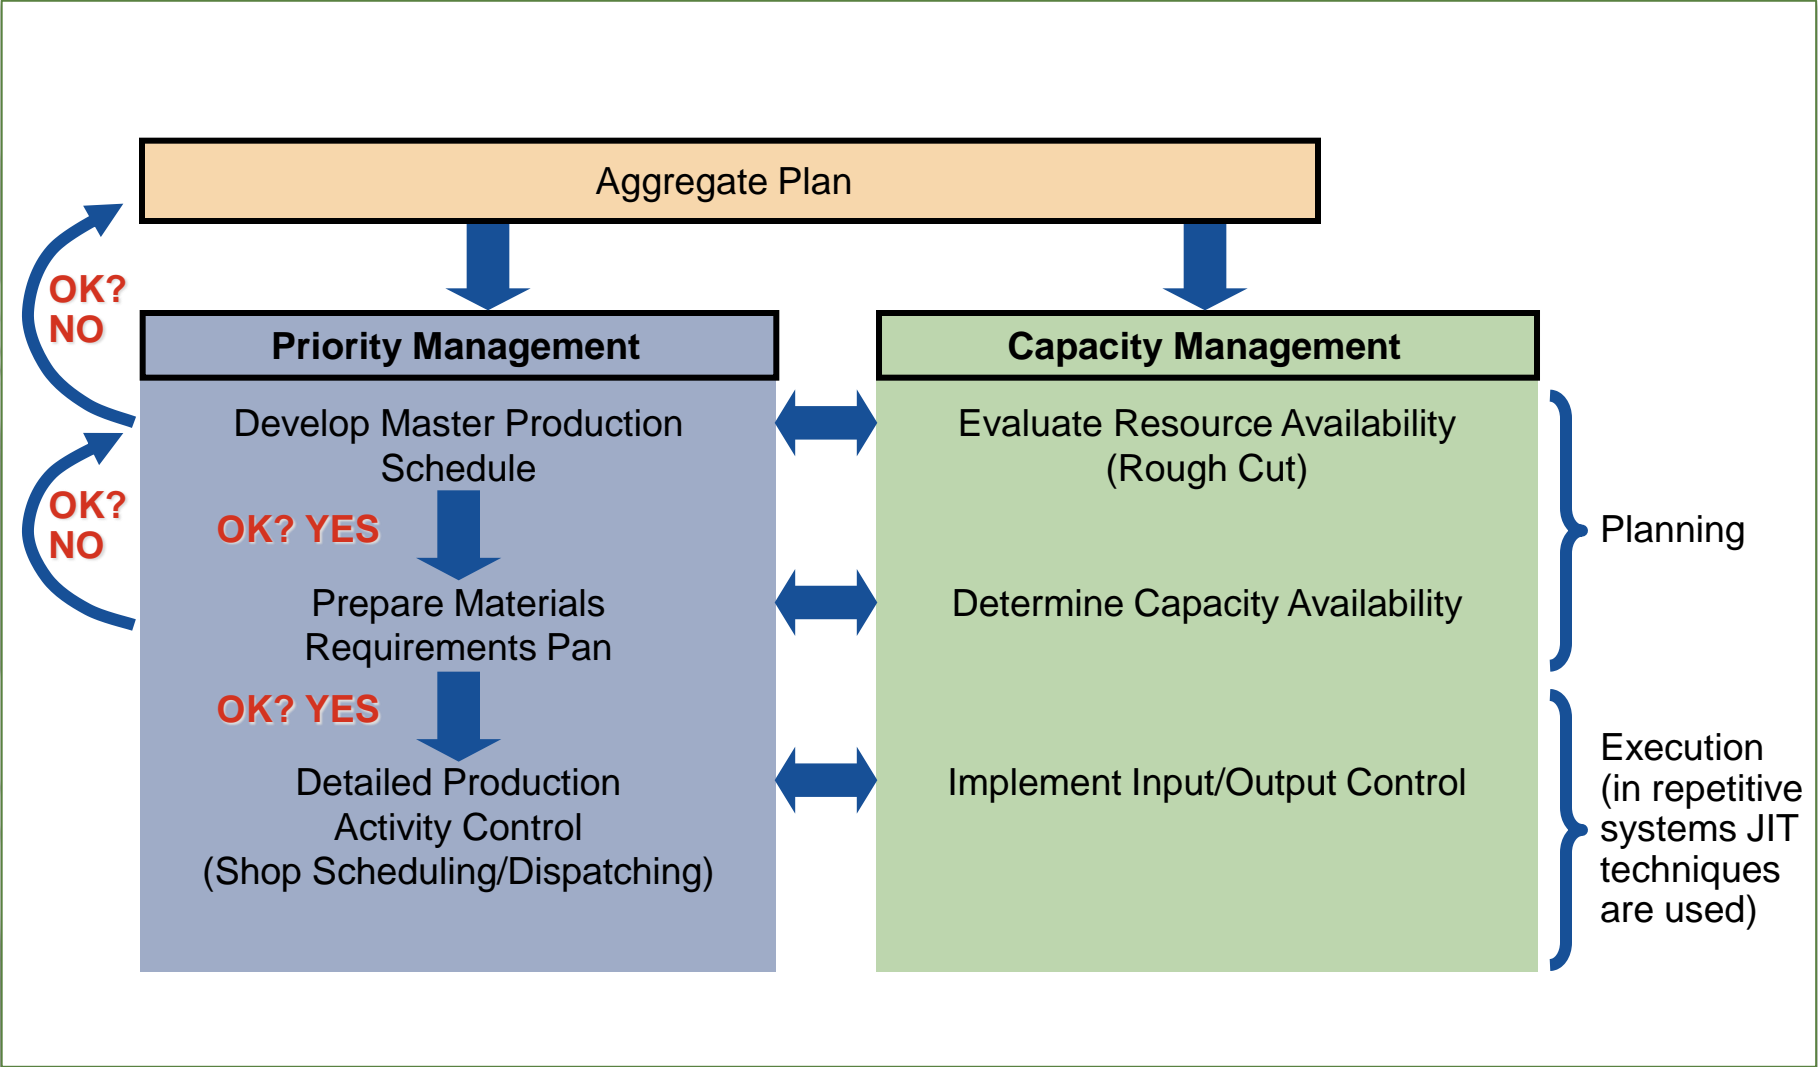 Aggregate Plan
OK?
NO
Priority Management
Capacity Management
Develop Master Production
Schedule
Evaluate Resource Availability
(Rough Cut)
OK?
NO
OK? YES
Planning
Prepare Materials
Requirements Pan
Determine Capacity Availability
OK? YES
Detailed Production
Activity Control
(Shop Scheduling/Dispatching)
Implement Input/Output Control
Execution
(in repetitive
systems JIT
techniques
are used)